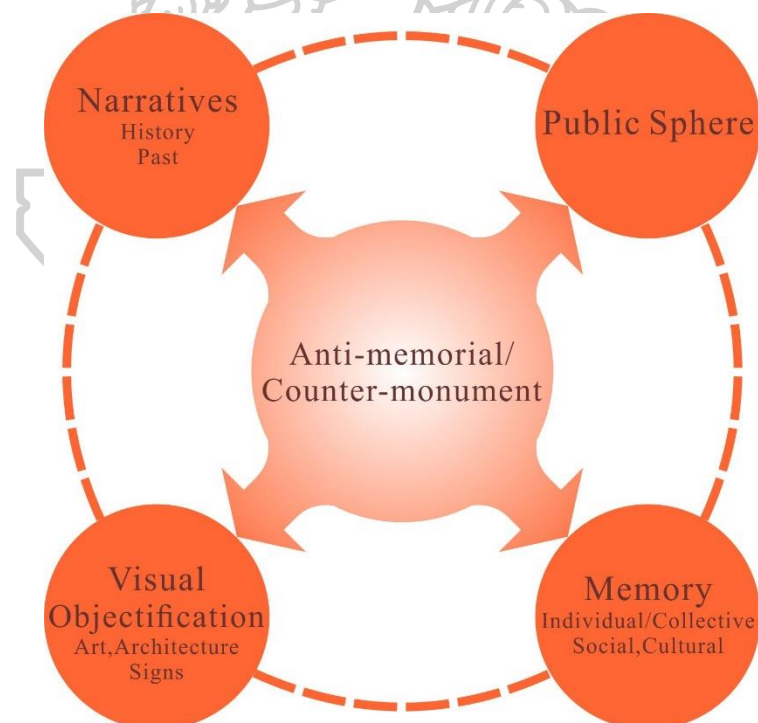 Narratives
History
Past
Public Sphere
Anti-memorial/
Counter-monument
Visual
Objectification
Art,Architecture
Signs
Memory
Individual/Collective
Social,Cultural